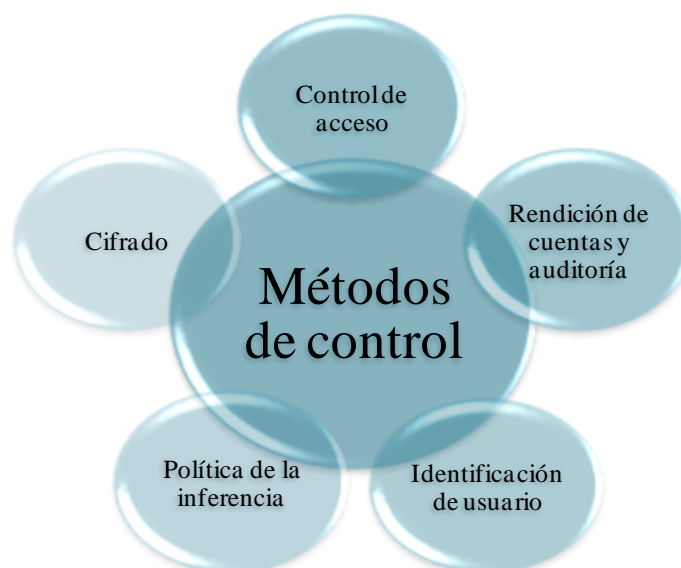 Control de
acceso
Rendición de
cuentas y
auditoría
Cifrado
Métodos
de control
Política de la
inferencia
Identificación
de usuario